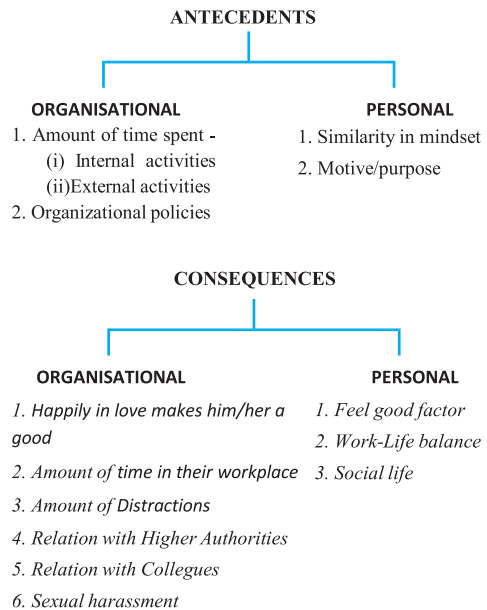 ANTECEDENTS
ORGANISATIONAL
1. Amount of time spent -
(i) Internal activities
(ii)External activities
2. Organizational policies
PERSONAL
1. Similarity in mindset
2. Motive/purpose
CONSEQUENCES
ORGANISATIONAL
1. Happily in love makes him/her a
good
2. Amount of time in their workplace
3. Amount of Distractions
4. Relation with Higher Authorities
5. Relation with Collegues
6. Sexual harassment
PERSONAL
1. Feel good factor
2. Work-Life balance
3. Social life